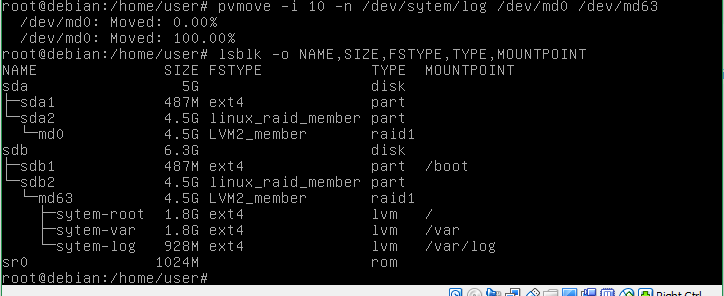 root@debian:/home/user# pvmove -i 10 -n /dev/sytem/log /dev/md0 /dev/md63
  /dev/md0: Moved: 0.00%
  /dev/md0: Moved: 100.00%
root@debian:/home/user# lsblk -o NAME,SIZE,FSTYPE,TYPE,MOUNTPOINT
NAME               SIZE FSTYPE            TYPE  MOUNTPOINT
sda                  5G                   disk
├─sda1             487M ext4              part
└─sda2             4.5G linux_raid_member part
  └─md0            4.5G LVM2_member       raid1
sdb                6.3G                   disk
├─sdb1             487M ext4              part  /boot
└─sdb2             4.5G linux_raid_member part
  └─md63           4.5G LVM2_member       raid1
    ├─sytem-root   1.8G ext4              lvm   /
    ├─sytem-var    1.8G ext4              lvm   /var
    └─sytem-log    928M ext4              lvm   /var/log
sr0               1024M                   rom
root@debian:/home/user#
Right Ctrl